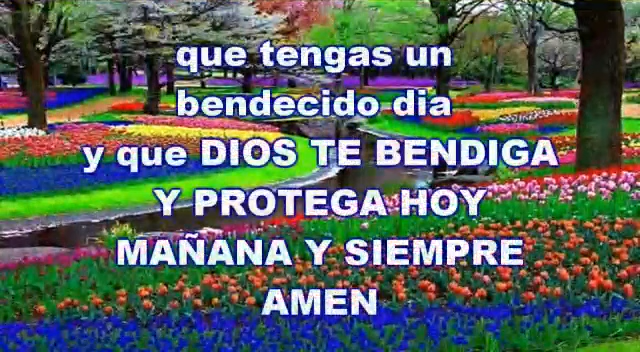 que tengas un
bendecido dia
y que DIOS TE BENDIGA
Y PROTEGA HOY
MAÑANA Y SIEMPRE
AMEN